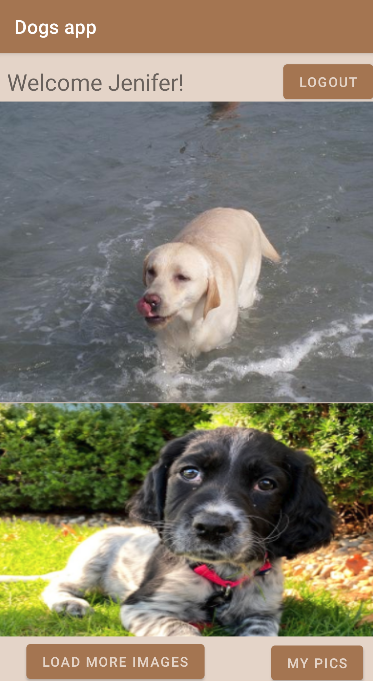 Dogs app
Welcome Jenifer!
LOGOUT
LOAD MORE IMAGES
MY PICS